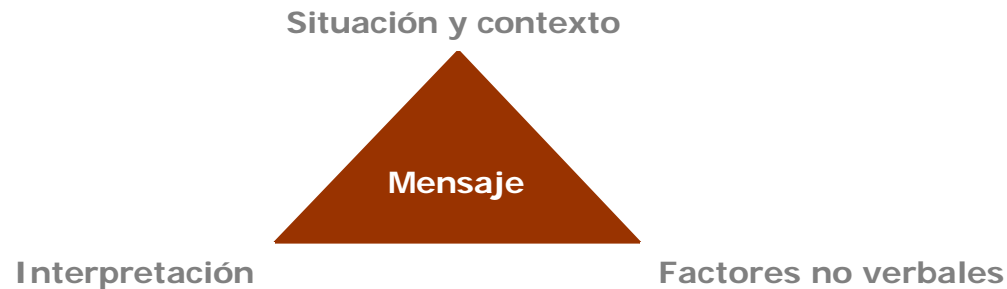 Situación y contexto
Mensaje
Interpretación
Factores no verbales